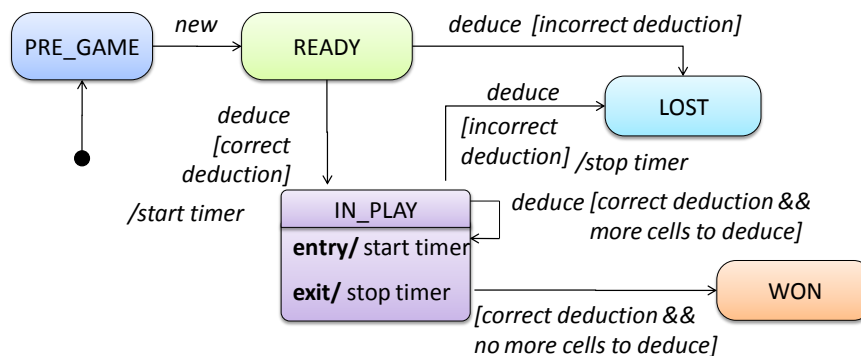 new
deduce [incorrect deduction]
PRE_GAME
READY
deduce
LOST
deduce
[correct
deduction]
[incorrect
deduction]
/stop timer
/start timer
IN_PLAY
deduce [correct deduction &&
more cells to deduce]
entry/ start timer
exit/ stop timer
WON
[correct deduction &&
no more cells to deduce]